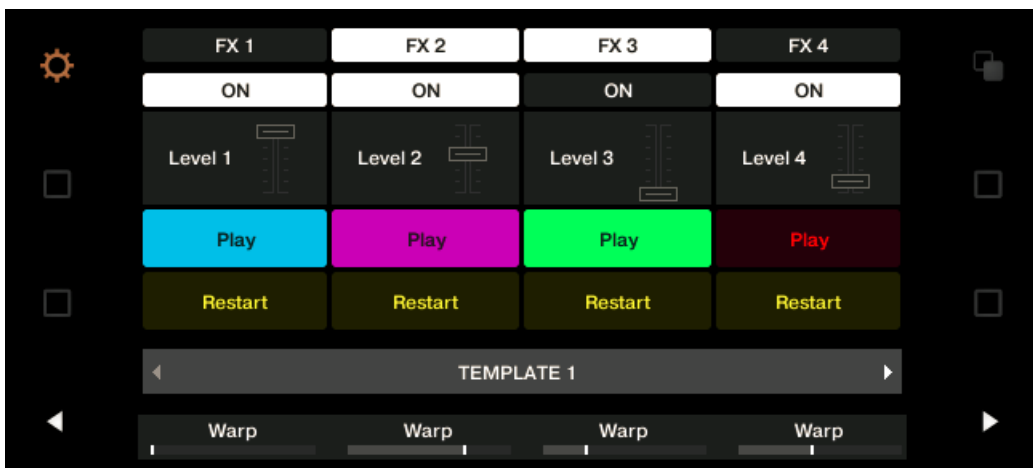 FX 1 FX 2 FX 3 FX 4
ON ON ON ON
Level 1 Level 2 Level 3 Level 4
Play Play Play Play
Restart Restart Restart Restart
TEMPLATE 1
Warp Warp Warp Warp